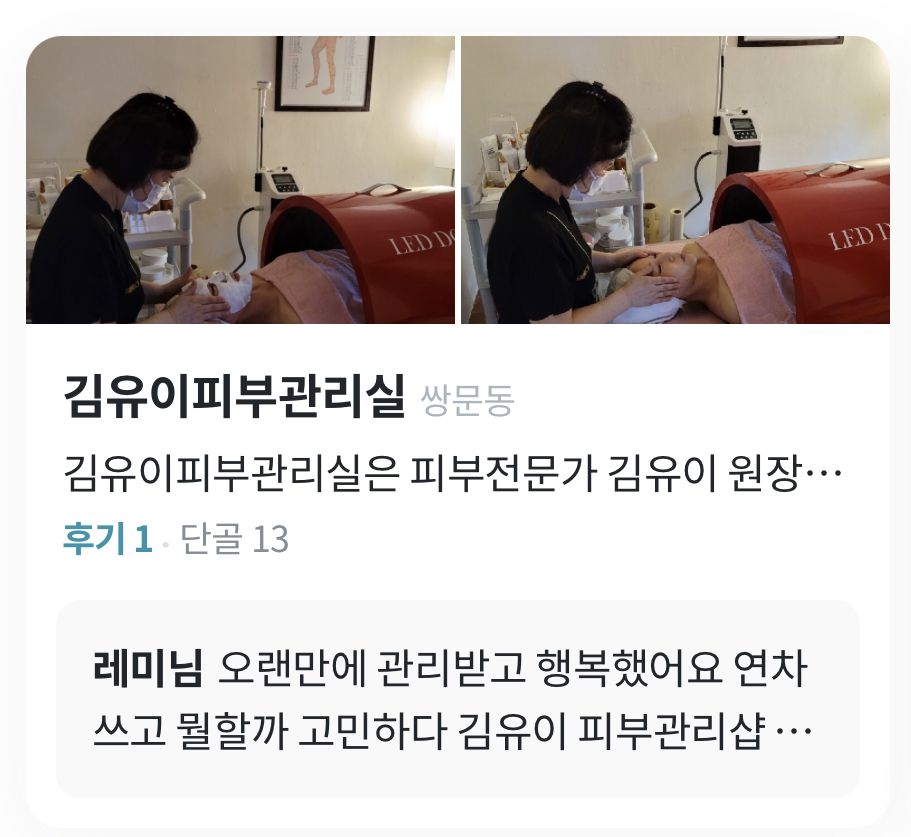 LED DO
LED D
김유이피부관리실 쌍문동
김유이피부관리실은 피부전문가 김유이 원장…
후기 1 · 단골 13
레미님 오랜만에 관리받고 행복했어요 연차
쓰고 뭘할까 고민하다 김유이 피부관리샵 …